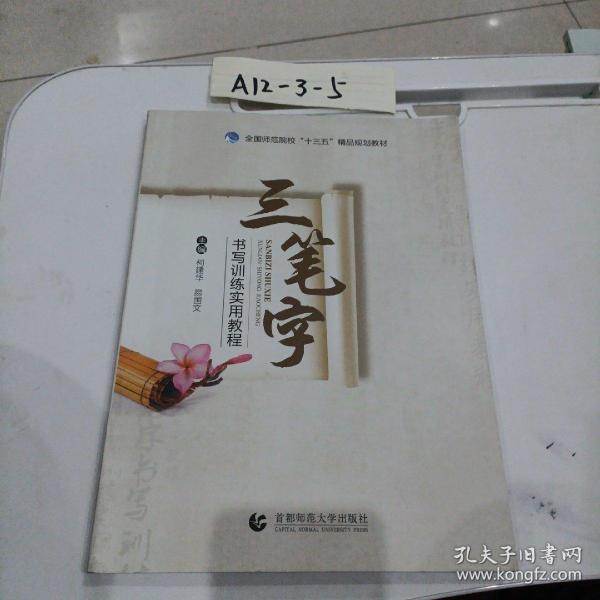 A12-3-5
全国师范院校“十三五”精品规划教材
三笔字
SANBIZI SHUXIE
XUNLIAN SHIYONG JIAOCHENG
书写训练实用教程
主编 柯建华 易国文
书写训
首都师范大学出版社
CAPITAL NORMAL UNIVERSITY PRESS
孔夫子旧书网
www.kongfz.com